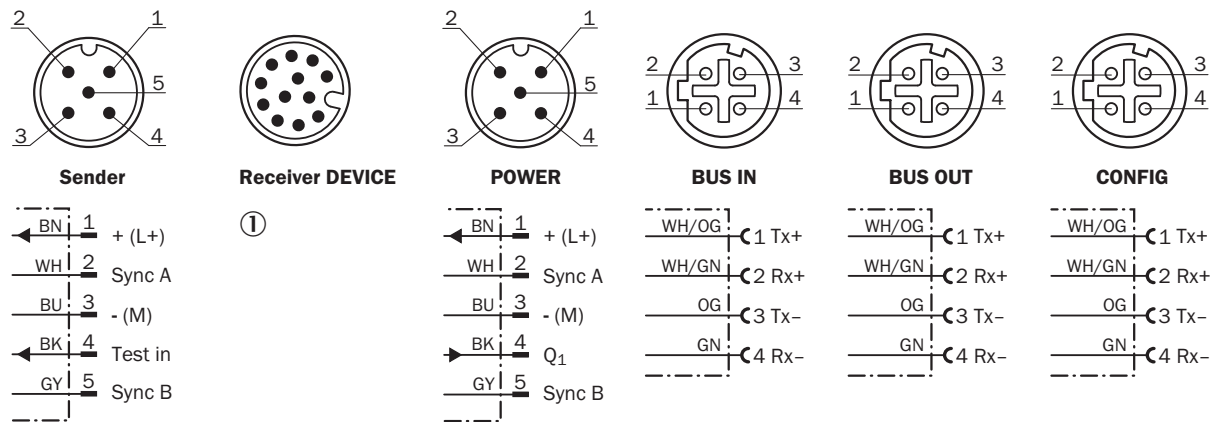 2 1
5
3 4
Sender
BN 1 + (L+)
WH 2 Sync A
BU 3 - (M)
BK 4 Test in
GY 5 Sync B
Receiver DEVICE
①
2 1
5
3 4
POWER
BN 1 + (L+)
WH 2 Sync A
BU 3 - (M)
BK 4 Q₁
GY 5 Sync B
2 3
1 4
BUS IN
WH/OG 1 Tx+
WH/GN 2 Rx+
OG 3 Tx–
GN 4 Rx–
2 3
1 4
BUS OUT
WH/OG 1 Tx+
WH/GN 2 Rx+
OG 3 Tx–
GN 4 Rx–
2 3
1 4
CONFIG
WH/OG 1 Tx+
WH/GN 2 Rx+
OG 3 Tx–
GN 4 Rx–